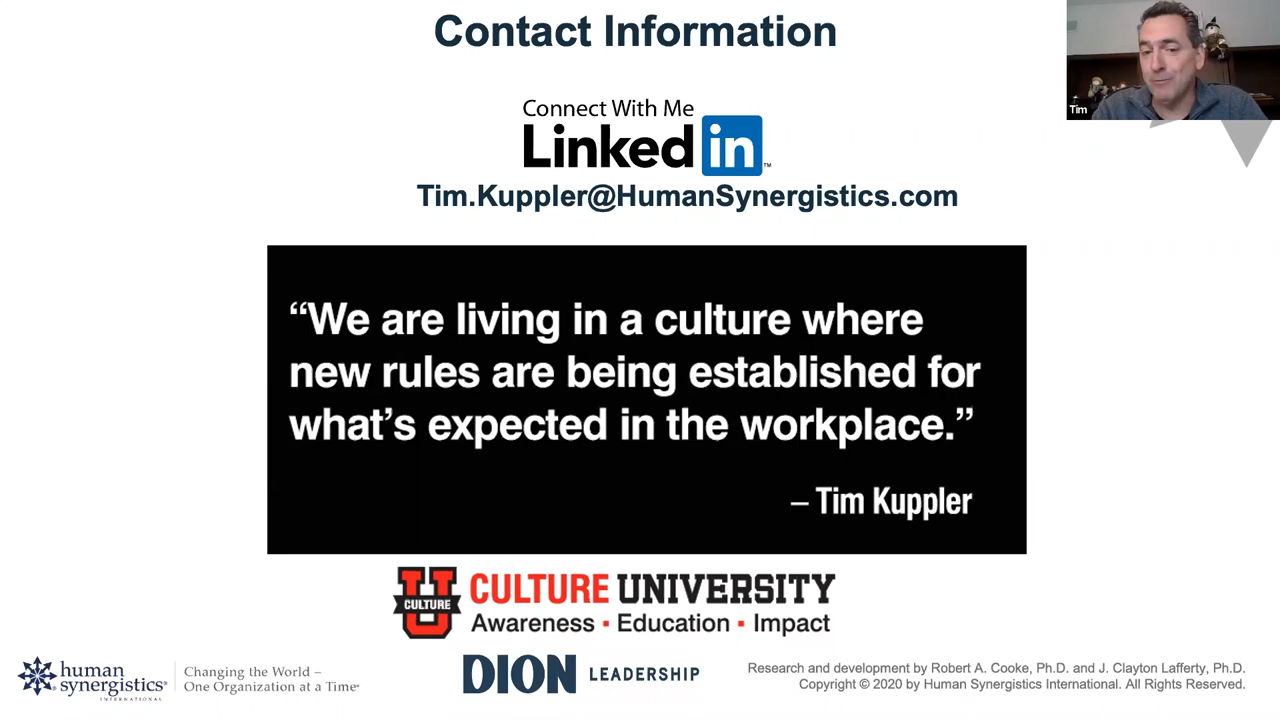 Contact Information
Tim
Connect With Me
Linked in™
Tim.Kuppler@HumanSynergistics.com
“We are living in a culture where
new rules are being established for
what’s expected in the workplace.”
– Tim Kuppler
U
CULTURE
CULTURE UNIVERSITY
Awareness ▪ Education ▪ Impact
human
synergistics®
INTERNATIONAL
Changing the World –
One Organization at a Time®
DION LEADERSHIP
Research and development by Robert A. Cooke, Ph.D. and J. Clayton Lafferty, Ph.D.
Copyright © 2020 by Human Synergistics International. All Rights Reserved.